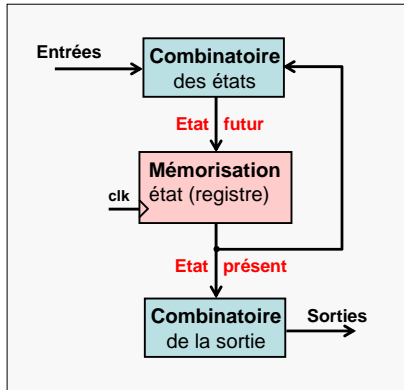 Entrées
Combinatoire
des états
Etat futur
Mémorisation
état (registre)
clk
Etat présent
Combinatoire
de la sortie
Sorties